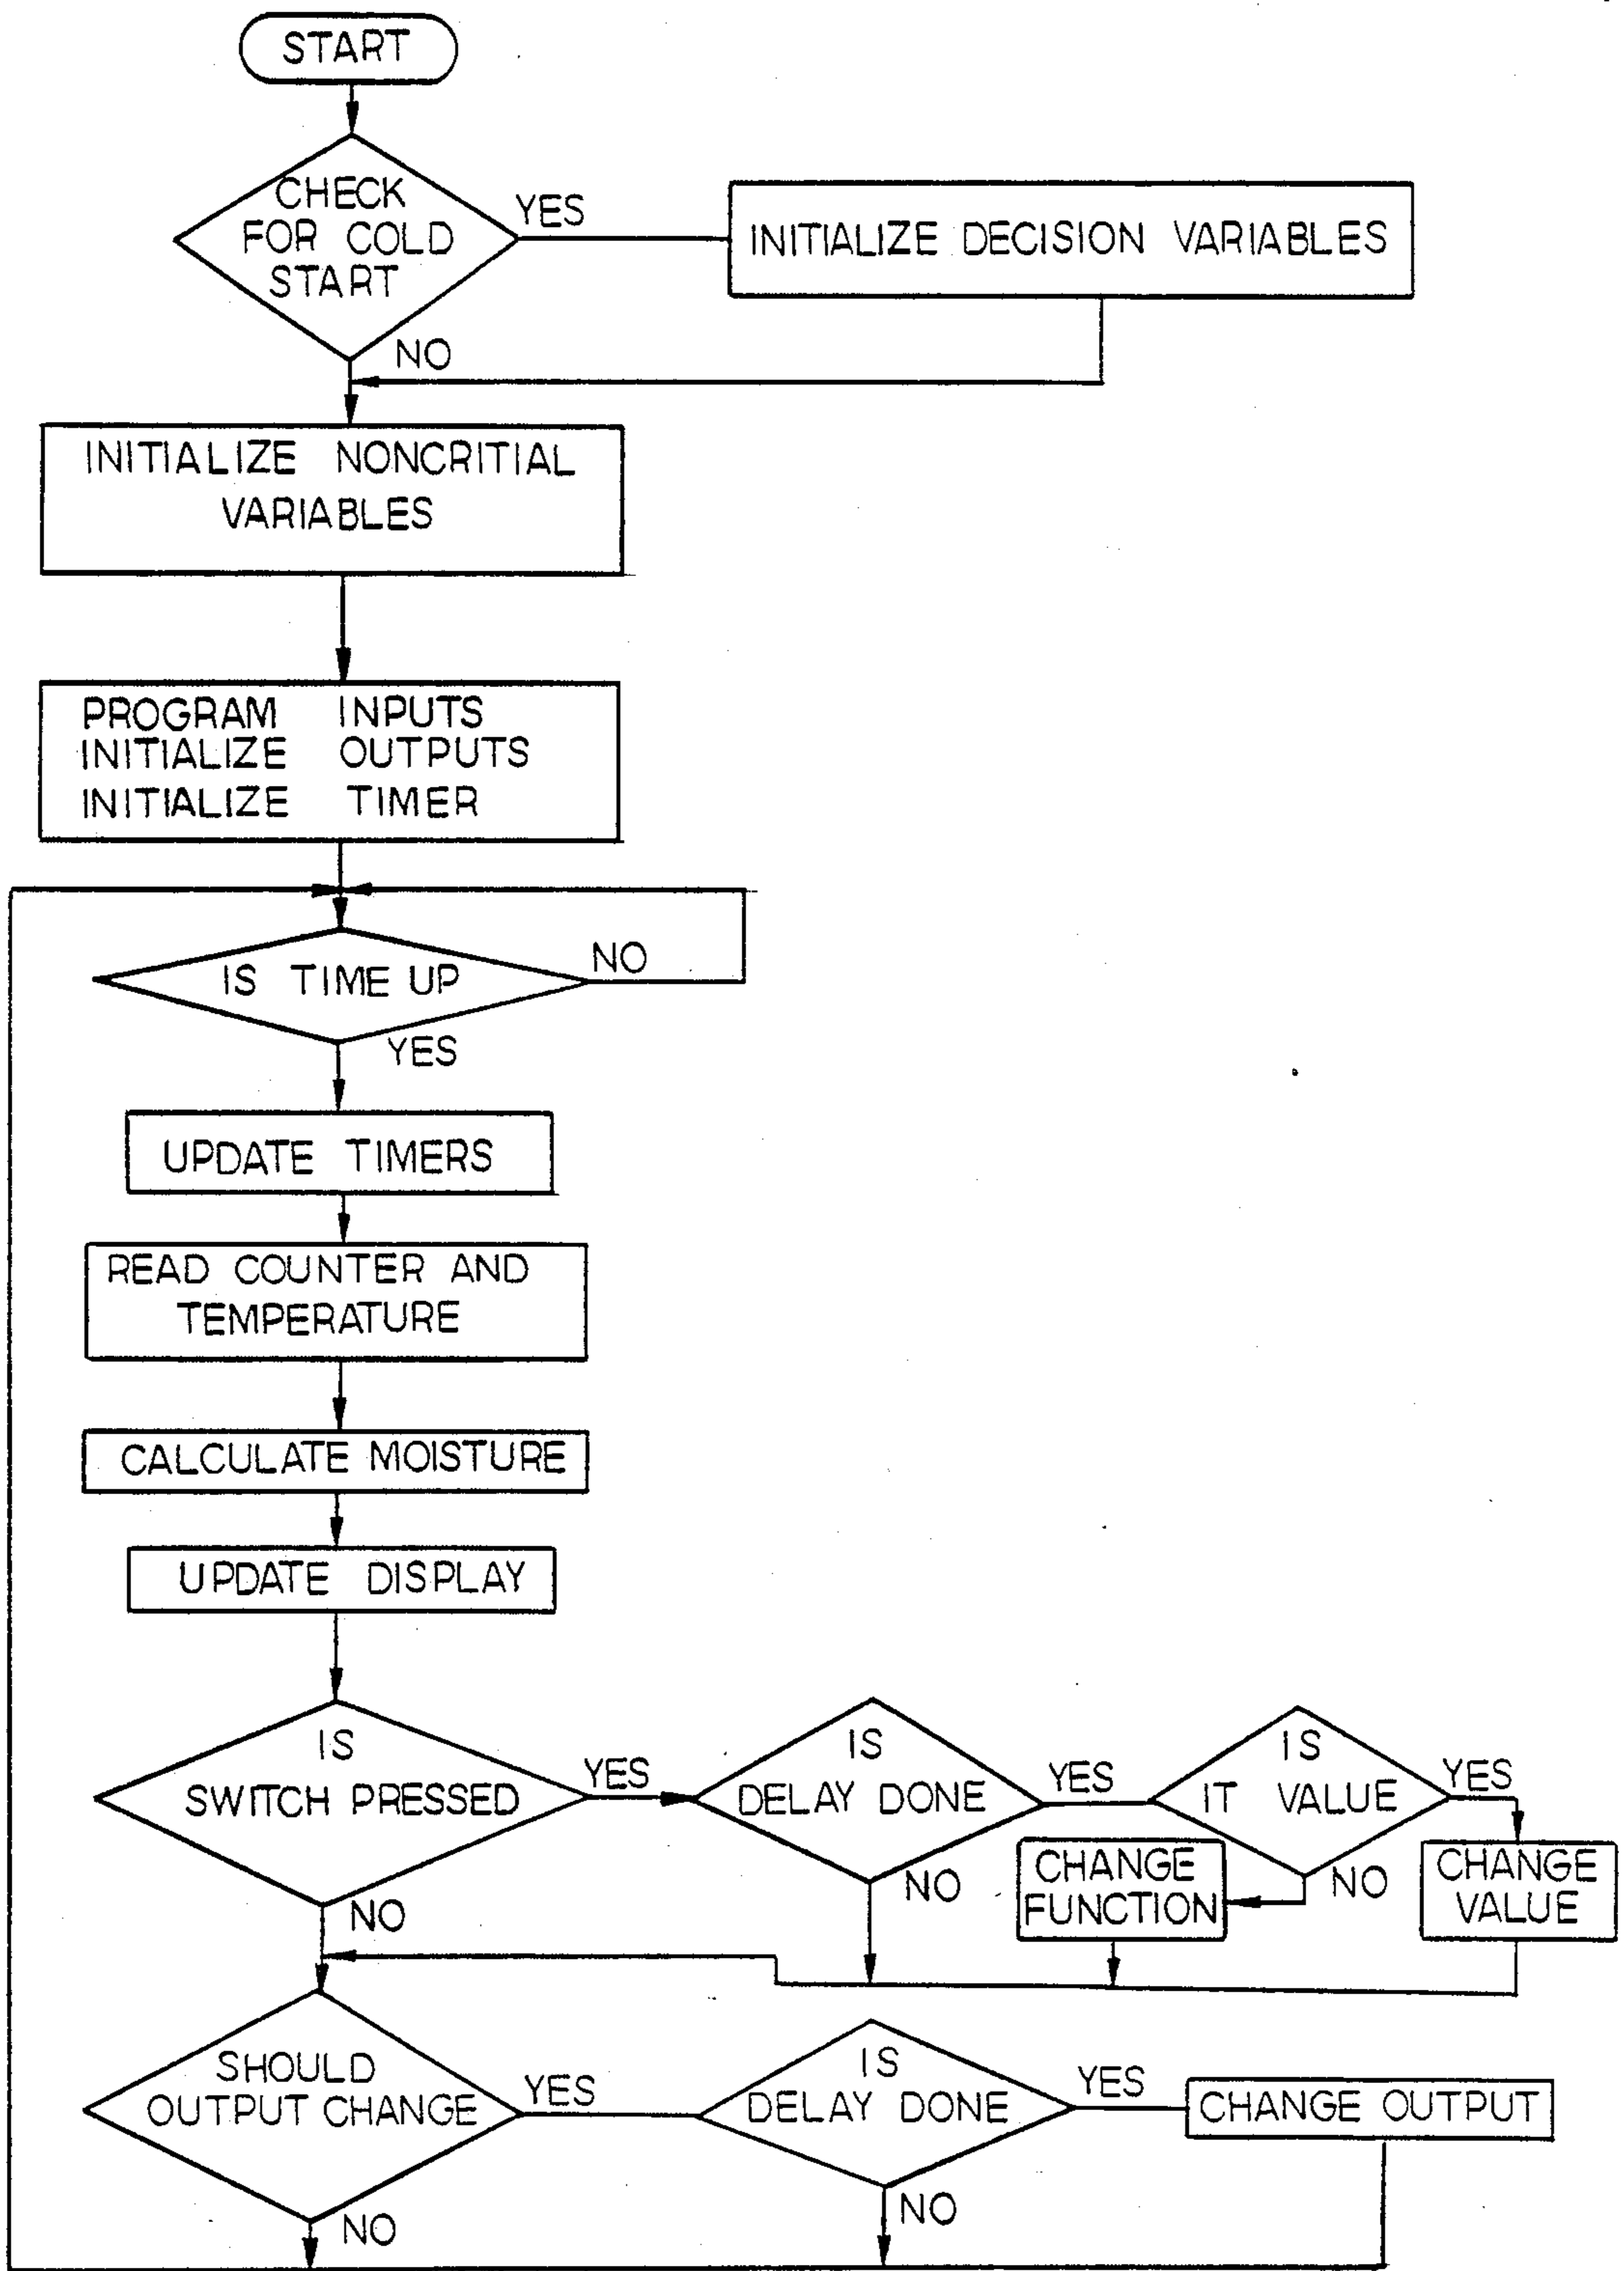 START
CHECK
FOR COLD
START
YES
INITIALIZE DECISION VARIABLES
NO
INITIALIZE NONCRITIAL
VARIABLES
PROGRAM INPUTS
INITIALIZE OUTPUTS
INITIALIZE TIMER
IS TIME UP
NO
YES
UPDATE TIMERS
READ COUNTER AND
TEMPERATURE
CALCULATE MOISTURE
UPDATE DISPLAY
IS
SWITCH PRESSED
YES
IS
DELAY DONE
YES
IS
IT VALUE
YES
NO
NO
CHANGE
FUNCTION
NO
CHANGE
VALUE
SHOULD
OUTPUT CHANGE
YES
IS
DELAY DONE
YES
CHANGE OUTPUT
NO
NO